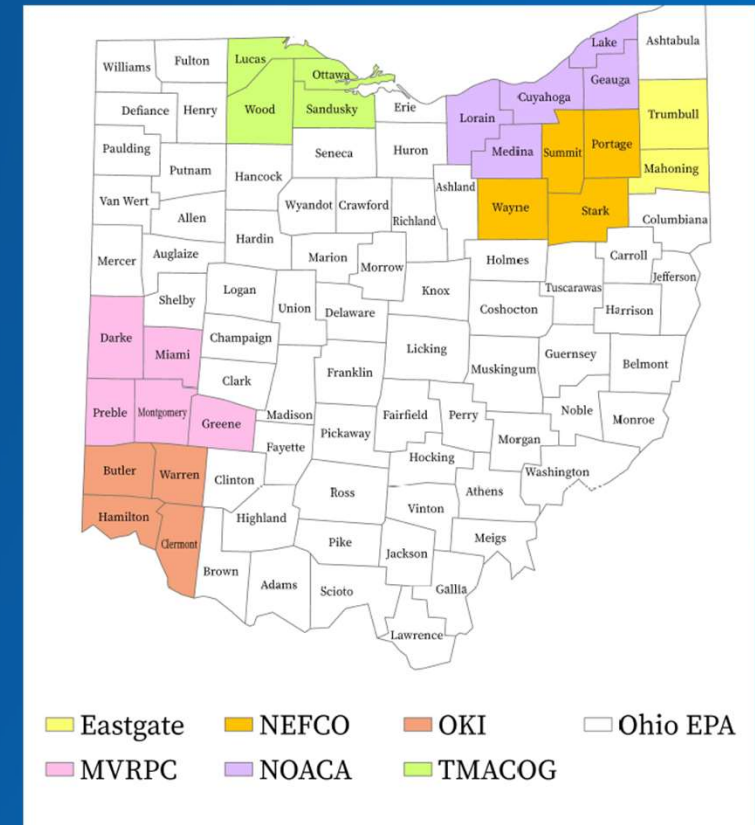 Williams
Fulton
Lucas
Ottawa
Lake
Ashtabula
Geauga
Cuyahoga
Defiance
Henry
Wood
Sandusky
Erie
Lorain
Trumbull
Paulding
Putnam
Hancock
Seneca
Huron
Medina
Summit
Portage
Mahoning
Van Wert
Allen
Wyandot
Crawford
Richland
Ashland
Wayne
Stark
Columbiana
Mercer
Auglaize
Hardin
Marion
Morrow
Holmes
Carroll
Jefferson
Shelby
Logan
Union
Delaware
Knox
Coshocton
Tuscarawas
Harrison
Darke
Miami
Champaign
Licking
Muskingum
Guernsey
Belmont
Clark
Franklin
Preble
Montgomery
Greene
Madison
Fairfield
Perry
Noble
Monroe
Fayette
Pickaway
Morgan
Butler
Warren
Clinton
Hocking
Washington
Ross
Athens
Hamilton
Clermont
Highland
Vinton
Meigs
Pike
Jackson
Brown
Adams
Scioto
Gallia
Lawrence
Eastgate
NEFCO
OKI
Ohio EPA
MVRPC
NOACA
TMACOG